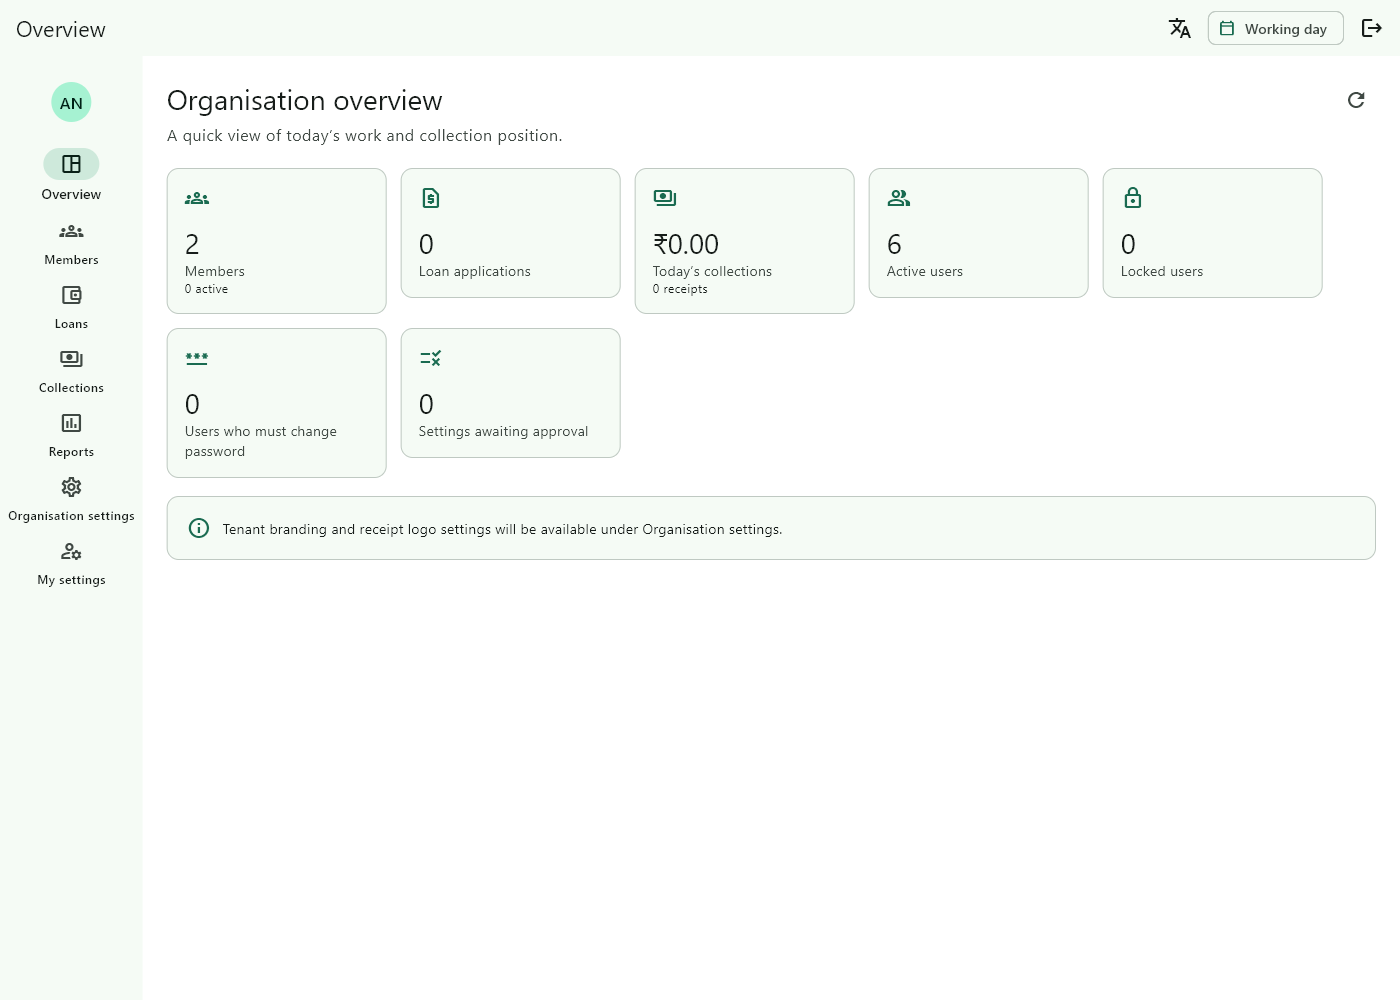 Overview
Working day
AN
Overview
Members
Loans
Collections
Reports
Organisation settings
My settings
Organisation overview
A quick view of today’s work and collection position.
2
Members
0 active
0
Loan applications
₹0.00
Today’s collections
0 receipts
6
Active users
0
Locked users
0
Users who must change
password
0
Settings awaiting approval
Tenant branding and receipt logo settings will be available under Organisation settings.